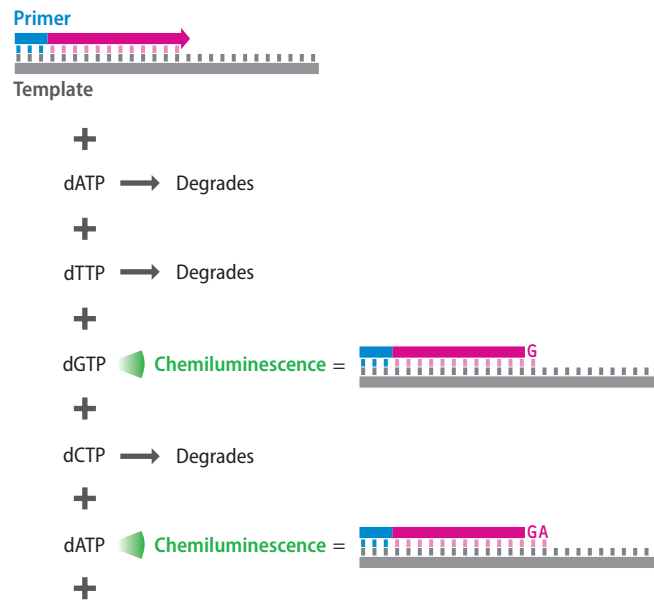 Primer
Template
+
dATP → Degrades
+
dTTP → Degrades
+
dGTP Chemiluminescence = G
+
dCTP → Degrades
+
dATP Chemiluminescence = GA
+